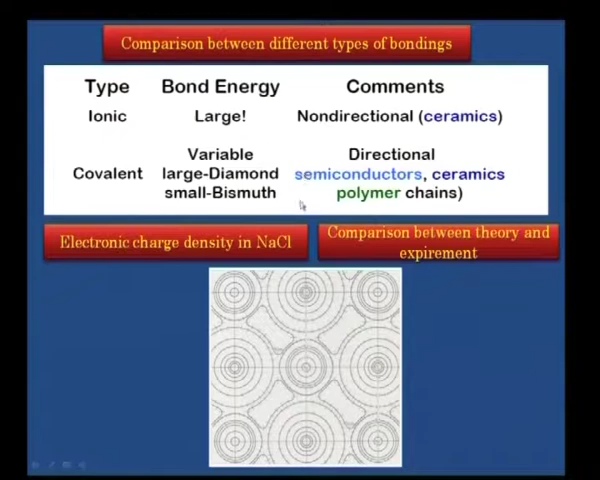 Comparison between different types of bondings
Type Bond Energy Comments
Ionic Large! Nondirectional (ceramics)
Variable Directional
Covalent large-Diamond semiconductors, ceramics
small-Bismuth polymer chains)
Electronic charge density in NaCl
Comparison between theory and
expirement